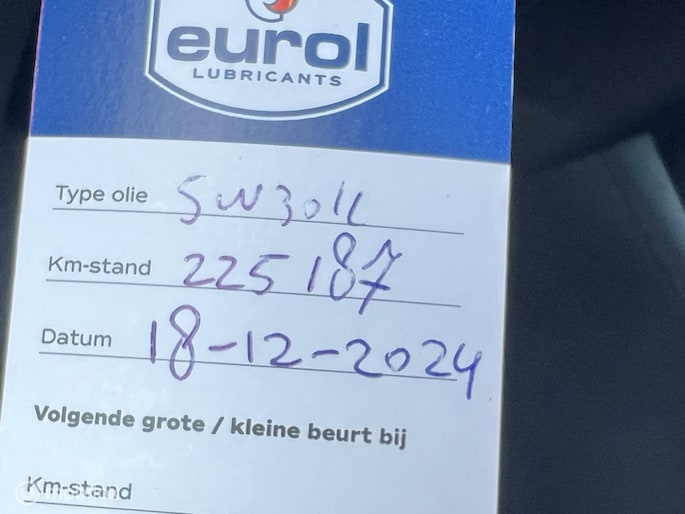 eurol
LUBRICANTS
Type olie 5W30LL
Km-stand 225187
Datum 18-12-2024
Volgende grote / kleine beurt bij
Km-stand